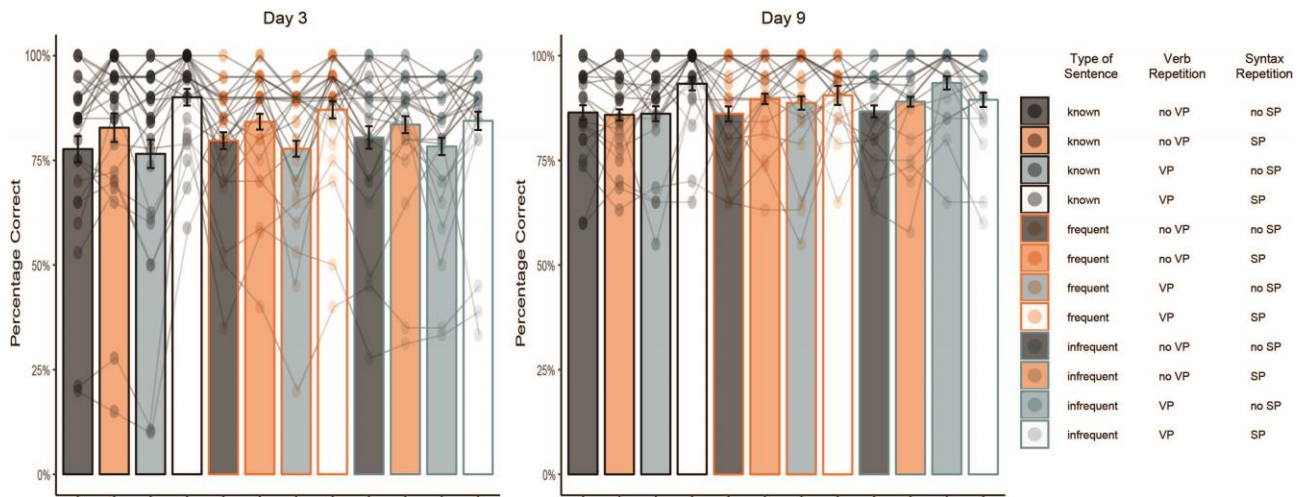 Day 3
Day 9
Percentage Correct
100%
75%
50%
25%
0%
Percentage Correct
100%
75%
50%
25%
0%
Type of Sentence Verb Repetition Syntax Repetition
known no VP no SP
known no VP SP
known VP no SP
known VP SP
frequent no VP no SP
frequent no VP SP
frequent VP no SP
frequent VP SP
infrequent no VP no SP
infrequent no VP SP
infrequent VP no SP
infrequent VP SP